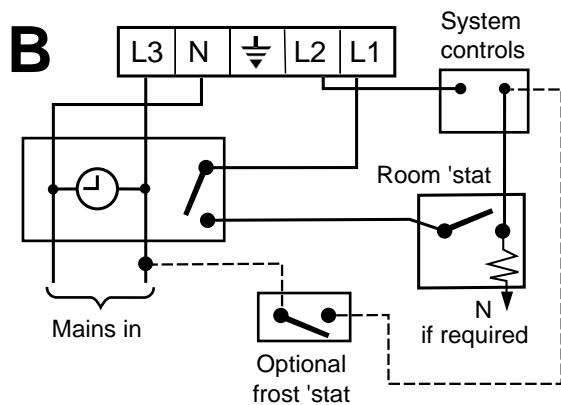 B
L3 N L2 L1
System
controls
Room 'stat
N
if required
Mains in
Optional
frost 'stat